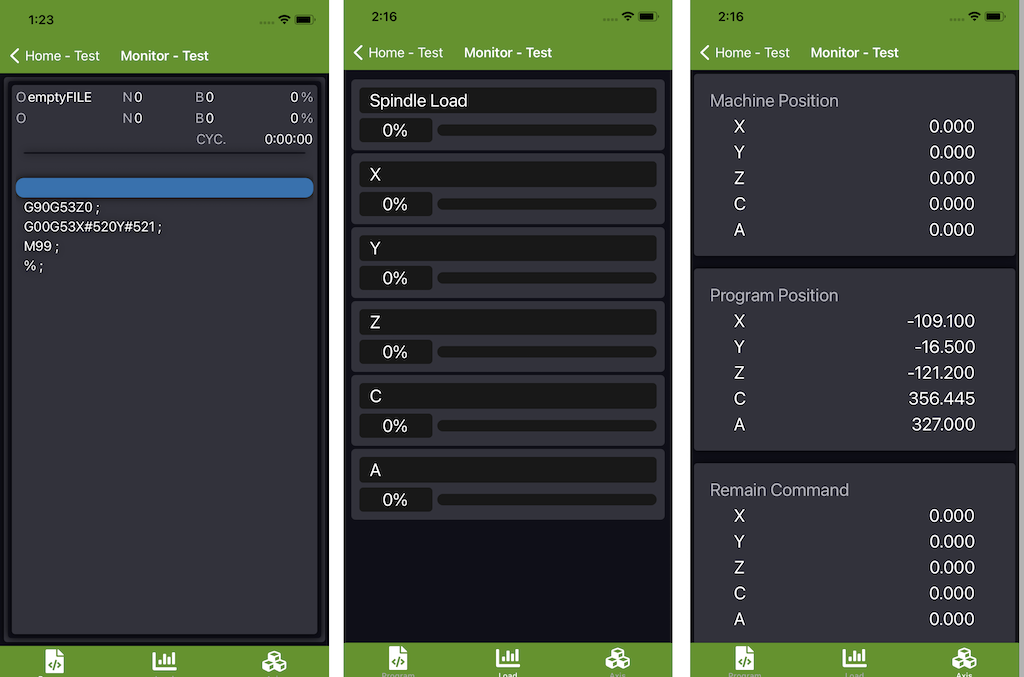 1:23
Home - Test Monitor - Test
O emptyFILE N 0 B 0 0 %
O N 0 B 0 0 %
CYC. 0:00:00
G90G53Z0 ;
G00G53X#520Y#521 ;
M99 ;
% ;
2:16
Home - Test Monitor - Test
Spindle Load
0%
X
0%
Y
0%
Z
0%
C
0%
A
0%
Program Load Axis
2:16
Home - Test Monitor - Test
Machine Position
X 0.000
Y 0.000
Z 0.000
C 0.000
A 0.000
Program Position
X -109.100
Y -16.500
Z -121.200
C 356.445
A 327.000
Remain Command
X 0.000
Y 0.000
Z 0.000
C 0.000
A 0.000
Program Load Axis